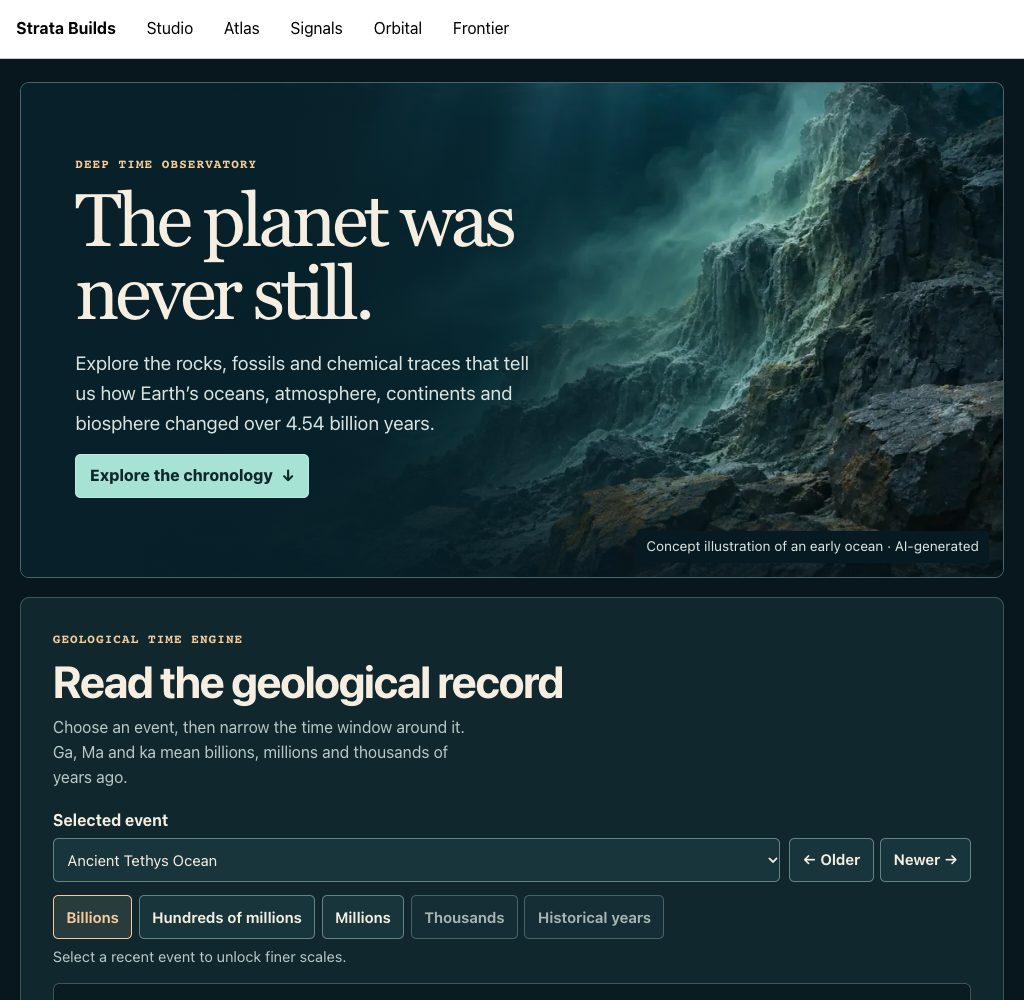 Strata Builds Studio Atlas Signals Orbital Frontier
DEEP TIME OBSERVATORY
The planet was
never still.
Explore the rocks, fossils and chemical traces that tell
us how Earth’s oceans, atmosphere, continents and
biosphere changed over 4.54 billion years.
Explore the chronology ↓
Concept illustration of an early ocean · AI-generated
GEOLOGICAL TIME ENGINE
Read the geological record
Choose an event, then narrow the time window around it.
Ga, Ma and ka mean billions, millions and thousands of
years ago.
Selected event
Ancient Tethys Ocean ← Older Newer →
Billions Hundreds of millions Millions Thousands Historical years
Select a recent event to unlock finer scales.